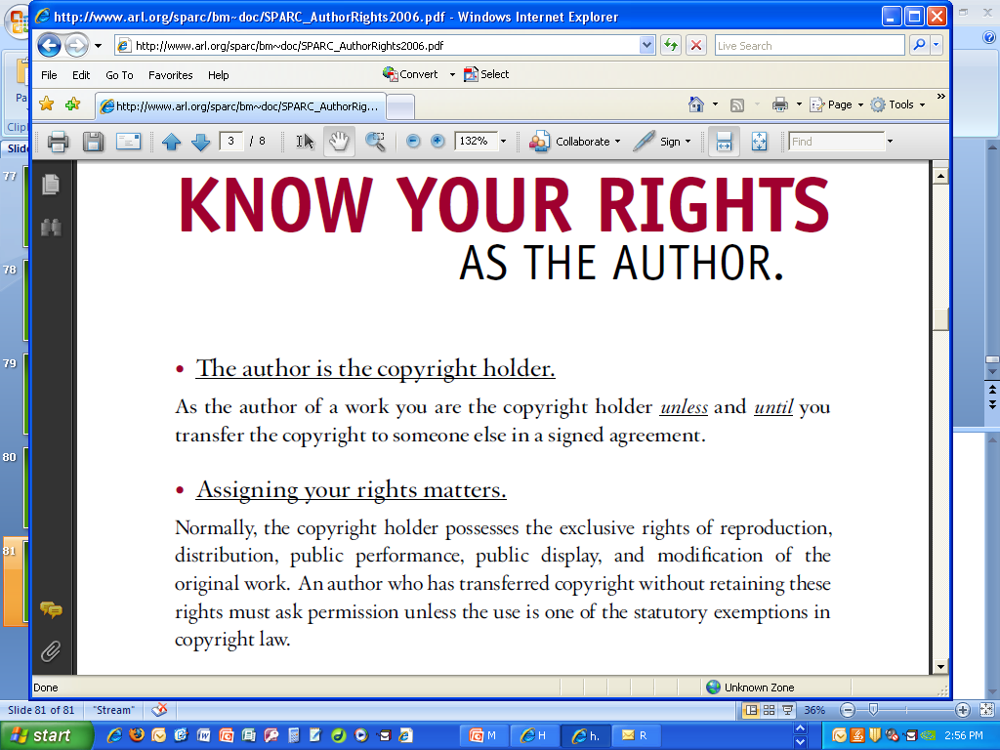 http://www.arl.org/sparc/bm~doc/SPARC_AuthorRights2006.pdf - Windows Internet Explorer
http://www.arl.org/sparc/bm~doc/SPARC_AuthorRights2006.pdf
Live Search
File Edit Go To Favorites Help Convert Select
http://www.arl.org/sparc/bm~doc/SPARC_AuthorRig... Page Tools
3 / 8 132% Collaborate Sign Find
Pa
Clip
Slid
77
78
79
80
81
KNOW YOUR RIGHTS
AS THE AUTHOR.
• The author is the copyright holder.
As the author of a work you are the copyright holder unless and until you
transfer the copyright to someone else in a signed agreement.
• Assigning your rights matters.
Normally, the copyright holder possesses the exclusive rights of reproduction,
distribution, public performance, public display, and modification of the
original work. An author who has transferred copyright without retaining these
rights must ask permission unless the use is one of the statutory exemptions in
copyright law.
Done Unknown Zone
Slide 81 of 81 "Stream" 36%
start M H h. R 2:56 PM